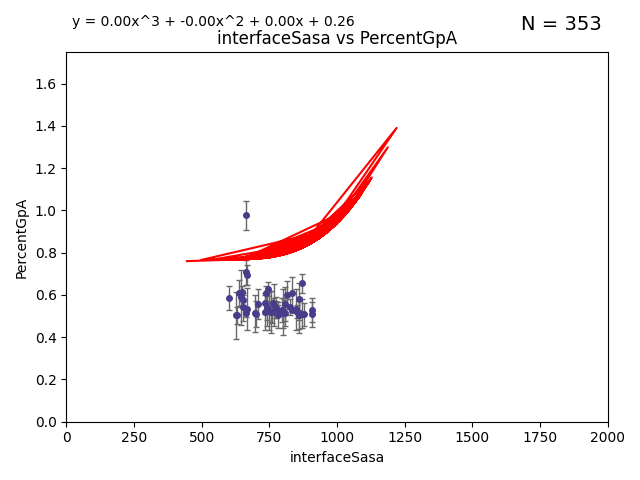 y = 0.00x^3 + -0.00x^2 + 0.00x + 0.26
N = 353
interfaceSasa vs PercentGpA
PercentGpA
1.6
1.4
1.2
1.0
0.8
0.6
0.4
0.2
0.0
0 250 500 750 1000 1250 1500 1750 2000
interfaceSasa